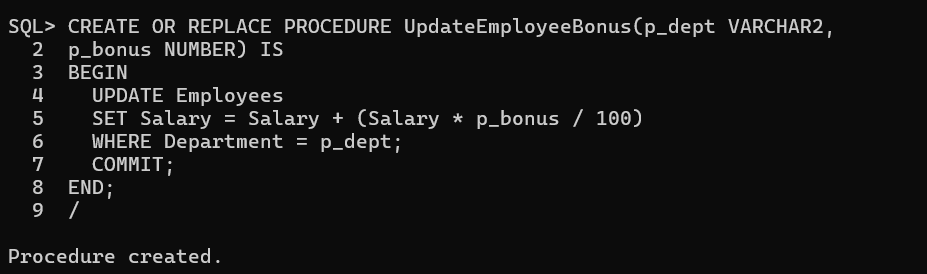 SQL> CREATE OR REPLACE PROCEDURE UpdateEmployeeBonus(p_dept VARCHAR2,
  2  p_bonus NUMBER) IS
  3  BEGIN
  4    UPDATE Employees
  5    SET Salary = Salary + (Salary * p_bonus / 100)
  6    WHERE Department = p_dept;
  7    COMMIT;
  8  END;
  9  /

Procedure created.